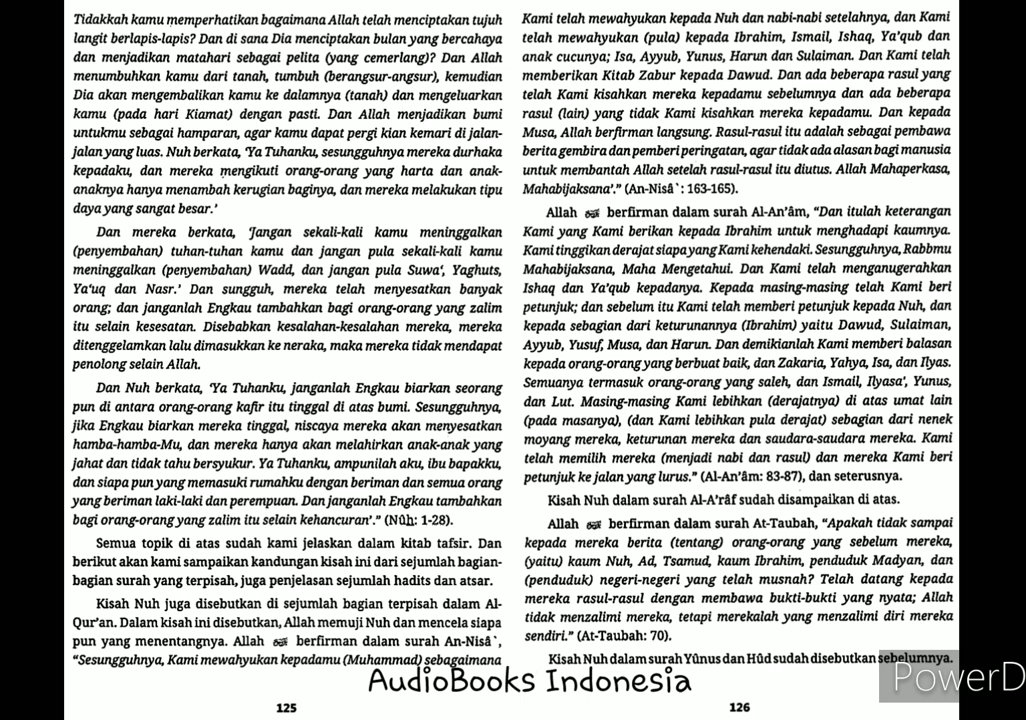 Tidakkah kamu memperhatikan bagaimana Allah telah menciptakan tujuh
langit berlapis-lapis? Dan di sana Dia menciptakan bulan yang bercahaya
dan menjadikan matahari sebagai pelita (yang cemerlang)? Dan Allah
menumbuhkan kamu dari tanah, tumbuh (berangsur-angsur), kemudian
Dia akan mengembalikan kamu ke dalamnya (tanah) dan mengeluarkan
kamu (pada hari Kiamat) dengan pasti. Dan Allah menjadikan bumi
untukmu sebagai hamparan, agar kamu dapat pergi kian kemari di jalan-
jalan yang luas. Nuh berkata, 'Ya Tuhanku, sesungguhnya mereka durhaka
kepadaku, dan mereka mengikuti orang-orang yang harta dan anak-
anaknya hanya menambah kerugian baginya, dan mereka melakukan tipu
daya yang sangat besar.'
Dan mereka berkata, 'Jangan sekali-kali kamu meninggalkan
(penyembahan) tuhan-tuhan kamu dan jangan pula sekali-kali kamu
meninggalkan (penyembahan) Wadd, dan jangan pula Suwa', Yaghuts,
Ya'uq dan Nasr.' Dan sungguh, mereka telah menyesatkan banyak
orang; dan janganlah Engkau tambahkan bagi orang-orang yang zalim
itu selain kesesatan. Disebabkan kesalahan-kesalahan mereka, mereka
ditenggelamkan lalu dimasukkan ke neraka, maka mereka tidak mendapat
penolong selain Allah.
Dan Nuh berkata, 'Ya Tuhanku, janganlah Engkau biarkan seorang
pun di antara orang-orang kafir itu tinggal di atas bumi. Sesungguhnya,
jika Engkau biarkan mereka tinggal, niscaya mereka akan menyesatkan
hamba-hamba-Mu, dan mereka hanya akan melahirkan anak-anak yang
jahat dan tidak tahu bersyukur. Ya Tuhanku, ampunilah aku, ibu bapakku,
dan siapa pun yang memasuki rumahku dengan beriman dan semua orang
yang beriman laki-laki dan perempuan. Dan janganlah Engkau tambahkan
bagi orang-orang yang zalim itu selain kehancuran'." (Nûh: 1-28).
Semua topik di atas sudah kami jelaskan dalam kitab tafsir. Dan
berikut akan kami sampaikan kandungan kisah ini dari sejumlah bagian-
bagian surah yang terpisah, juga penjelasan sejumlah hadits dan atsar.
Kisah Nuh juga disebutkan di sejumlah bagian terpisah dalam Al-
Qur'an. Dalam kisah ini disebutkan, Allah memuji Nuh dan mencela siapa
pun yang menentangnya. Allah ﷻ berfirman dalam surah An-Nisâ`,
"Sesungguhnya, Kami mewahyukan kepadamu (Muhammad) sebagaimana
125
Kami telah mewahyukan kepada Nuh dan nabi-nabi setelahnya, dan Kami
telah mewahyukan (pula) kepada Ibrahim, Ismail, Ishaq, Ya'qub dan
anak cucunya; Isa, Ayyub, Yunus, Harun dan Sulaiman. Dan Kami telah
memberikan Kitab Zabur kepada Dawud. Dan ada beberapa rasul yang
telah Kami kisahkan mereka kepadamu sebelumnya dan ada beberapa
rasul (lain) yang tidak Kami kisahkan mereka kepadamu. Dan kepada
Musa, Allah berfirman langsung. Rasul-rasul itu adalah sebagai pembawa
berita gembira dan pemberi peringatan, agar tidak ada alasan bagi manusia
untuk membantah Allah setelah rasul-rasul itu diutus. Allah Mahaperkasa,
Mahabijaksana'." (An-Nisâ`: 163-165).
Allah ﷻ berfirman dalam surah Al-An'âm, "Dan itulah keterangan
Kami yang Kami berikan kepada Ibrahim untuk menghadapi kaumnya.
Kami tinggikan derajat siapa yang Kami kehendaki. Sesungguhnya, Rabbmu
Mahabijaksana, Maha Mengetahui. Dan Kami telah menganugerahkan
Ishaq dan Ya'qub kepadanya. Kepada masing-masing telah Kami beri
petunjuk; dan sebelum itu Kami telah memberi petunjuk kepada Nuh, dan
kepada sebagian dari keturunannya (Ibrahim) yaitu Dawud, Sulaiman,
Ayyub, Yusuf, Musa, dan Harun. Dan demikianlah Kami memberi balasan
kepada orang-orang yang berbuat baik, dan Zakaria, Yahya, Isa, dan Ilyas.
Semuanya termasuk orang-orang yang saleh, dan Ismail, Ilyasa', Yunus,
dan Lut. Masing-masing Kami lebihkan (derajatnya) di atas umat lain
(pada masanya), (dan Kami lebihkan pula derajat) sebagian dari nenek
moyang mereka, keturunan mereka dan saudara-saudara mereka. Kami
telah memilih mereka (menjadi nabi dan rasul) dan mereka Kami beri
petunjuk ke jalan yang lurus." (Al-An'âm: 83-87), dan seterusnya.
Kisah Nuh dalam surah Al-A'râf sudah disampaikan di atas.
Allah ﷻ berfirman dalam surah At-Taubah, "Apakah tidak sampai
kepada mereka berita (tentang) orang-orang yang sebelum mereka,
(yaitu) kaum Nuh, Ad, Tsamud, kaum Ibrahim, penduduk Madyan, dan
(penduduk) negeri-negeri yang telah musnah? Telah datang kepada
mereka rasul-rasul dengan membawa bukti-bukti yang nyata; Allah
tidak menzalimi mereka, tetapi merekalah yang menzalimi diri mereka
sendiri." (At-Taubah: 70).
Kisah Nuh dalam surah Yûnus dan Hûd sudah disebutkan sebelumnya.
126
AudioBooks Indonesia
PowerD